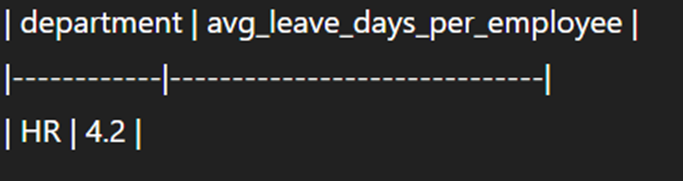 | department | avg_leave_days_per_employee |
|------------|-------------------------------|
| HR | 4.2 |